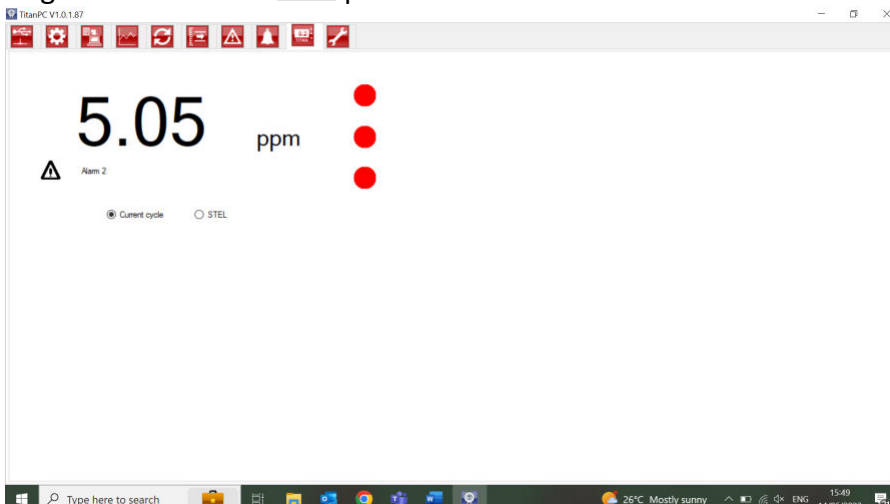 TitanPC V1.0.1.87
5.05
ppm
Alarm 2
Current cycle STEL
Type here to search 26°C Mostly sunny ENG 15:49